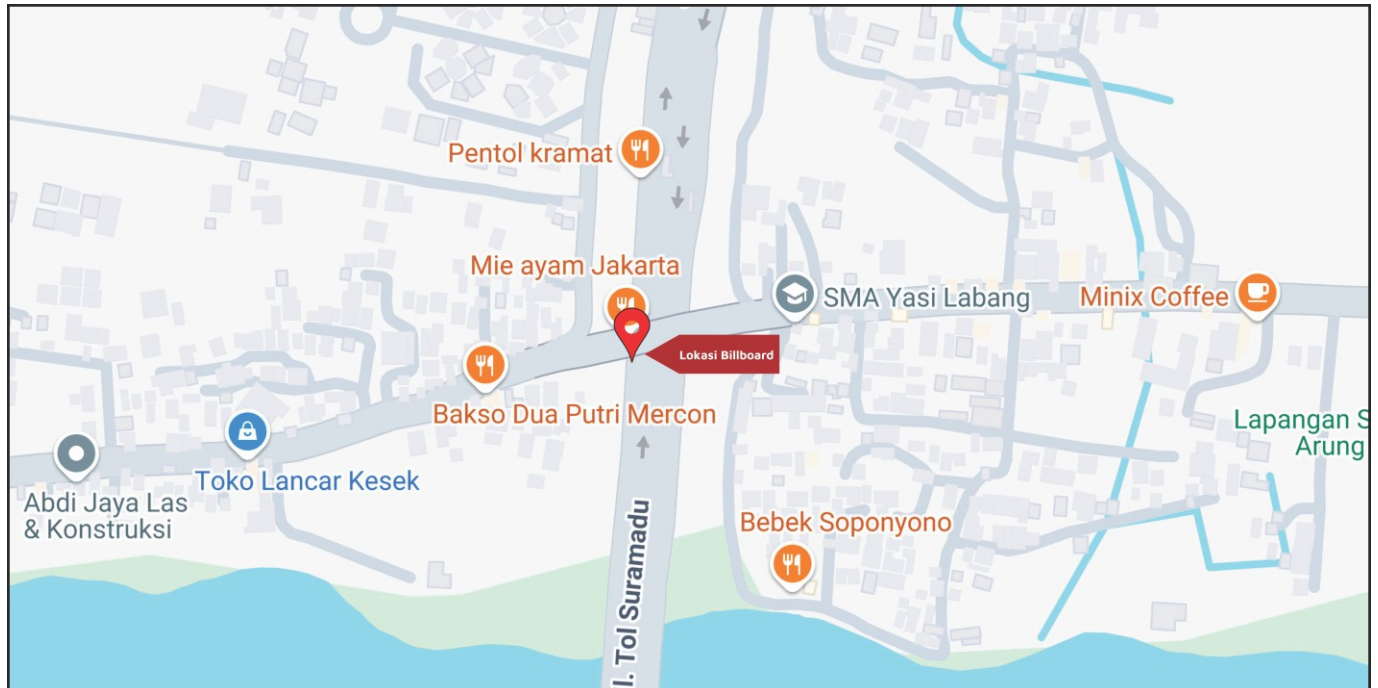 Pentol kramat
Mie ayam Jakarta
SMA Yasi Labang
Minix Coffee
Lokasi Billboard
Bakso Dua Putri Mercon
Lapangan S
Arung
Toko Lancar Kesek
Abdi Jaya Las
& Konstruksi
Bebek Soponyono
l. Tol Suramadu